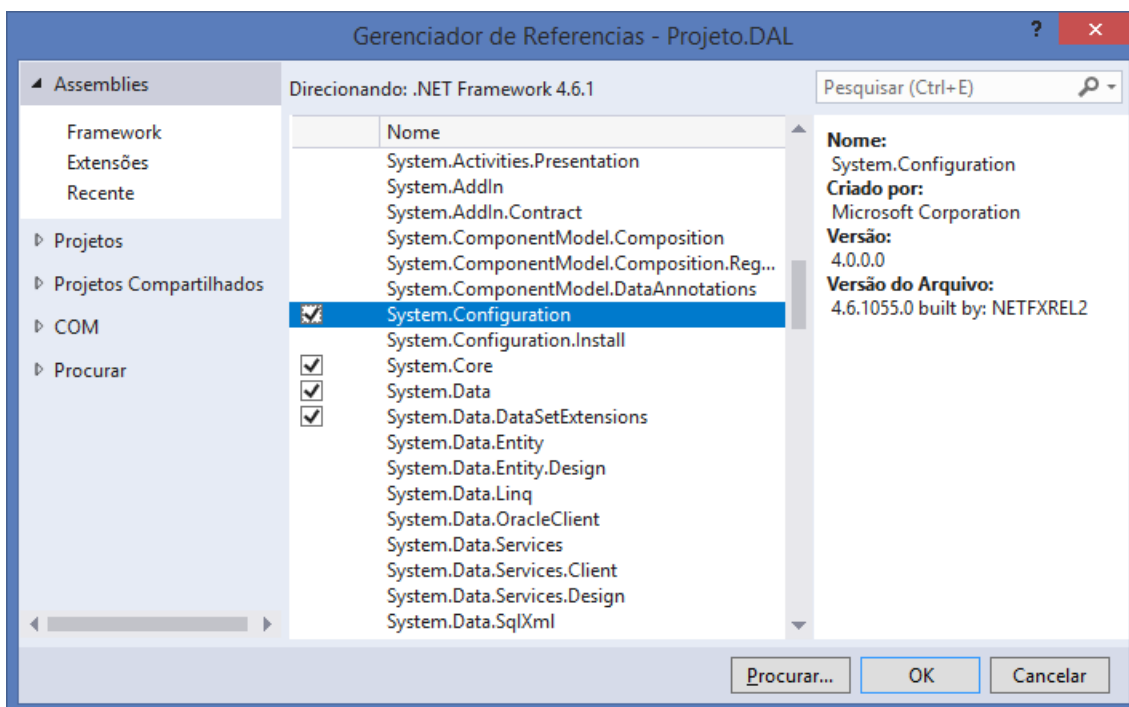 Gerenciador de Referencias - Projeto.DAL
?
Assemblies
Framework
Extensões
Recente
Projetos
Projetos Compartilhados
COM
Procurar
Direcionando: .NET Framework 4.6.1
Nome
System.Activities.Presentation
System.AddIn
System.AddIn.Contract
System.ComponentModel.Composition
System.ComponentModel.Composition.Reg...
System.ComponentModel.DataAnnotations
System.Configuration
System.Configuration.Install
System.Core
System.Data
System.Data.DataSetExtensions
System.Data.Entity
System.Data.Entity.Design
System.Data.Linq
System.Data.OracleClient
System.Data.Services
System.Data.Services.Client
System.Data.Services.Design
System.Data.SqlXml
Pesquisar (Ctrl+E)
Nome:
System.Configuration
Criado por:
Microsoft Corporation
Versão:
4.0.0.0
Versão do Arquivo:
4.6.1055.0 built by: NETFXREL2
Procurar...
OK
Cancelar